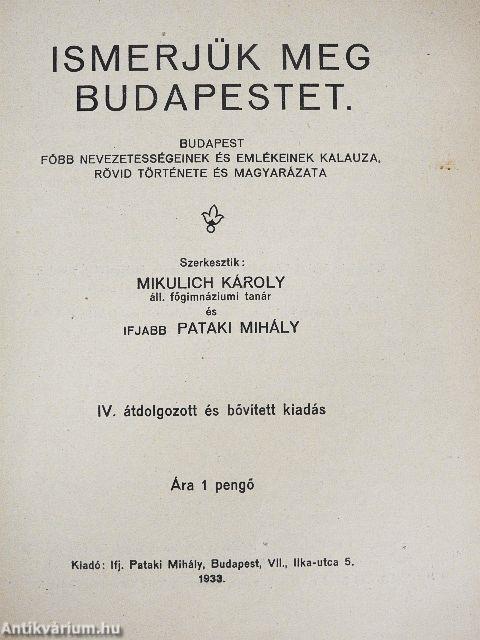 ISMERJÜK MEG
BUDAPESTET.
BUDAPEST
FŐBB NEVEZETESSÉGEINEK ÉS EMLÉKEINEK KALAUZA,
RÖVID TÖRTÉNETE ÉS MAGYARÁZATA
Szerkesztik:
MIKULICH KÁROLY
áll. főgimnáziumi tanár
és
IFJABB PATAKI MIHÁLY
IV. átdolgozott és bővített kiadás
Ára 1 pengő
Kiadó: Ifj. Pataki Mihály, Budapest, VII., Ilka-utca 5.
1933.
Antikvárium.hu